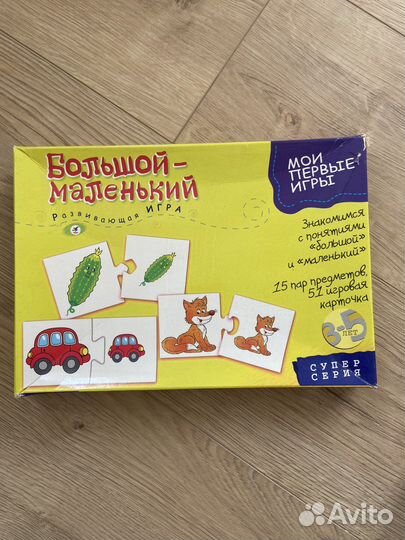 Большой-
маленький
Развивающая ИГРА
МОИ
ПЕРВЫЕ
ИГРЫ
Знакомимся
с понятиями
«большой»
и «маленький»
15 пар предметов,
51 игровая
карточка
3-5
ЛЕТ
СУПЕР
СЕРИЯ
Avito